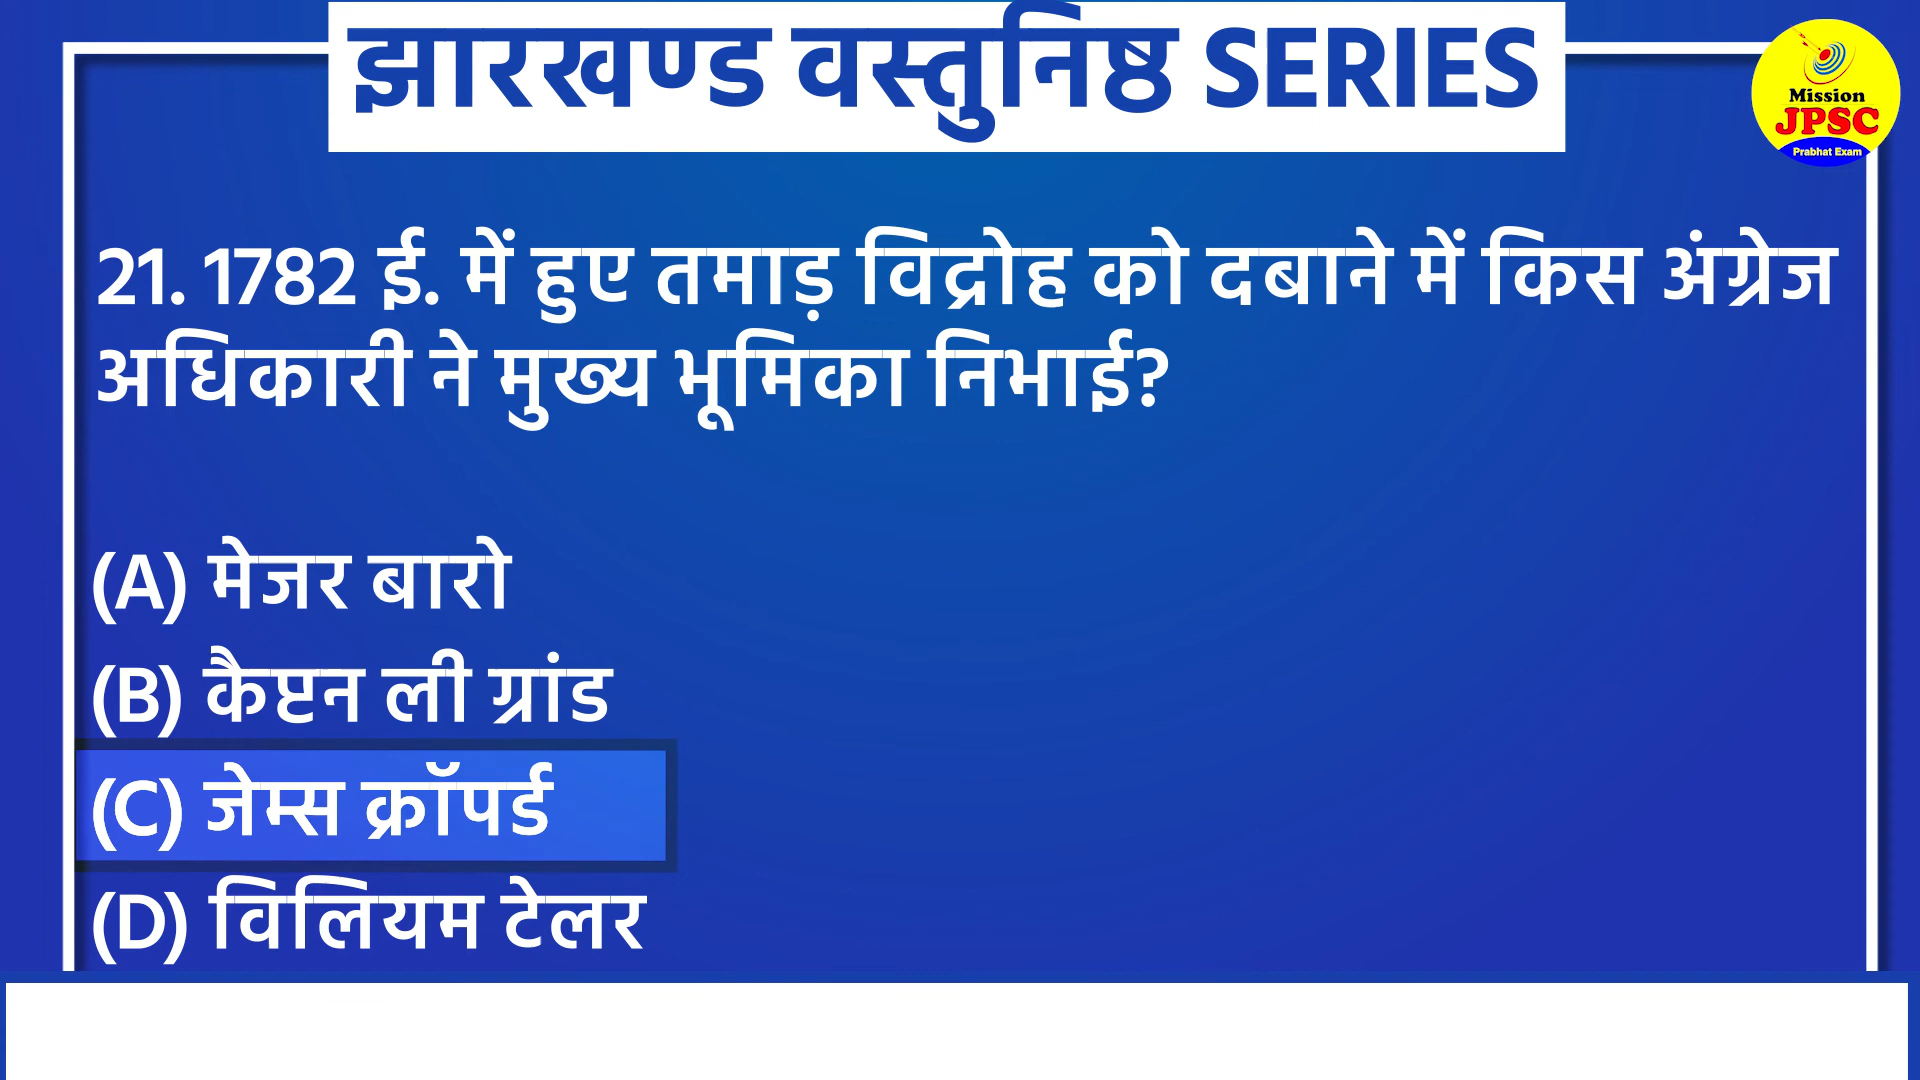 झारखण्ड वस्तुनिष्ठ SERIES
Mission
JPSC
Prabhat Exam
21. 1782 ई. में हुए तमाड़ विद्रोह को दबाने में किस अंग्रेज
अधिकारी ने मुख्य भूमिका निभाई?
(A) मेजर बारो
(B) कैप्टन ली ग्रांड
(C) जेम्स क्रॉपर्ड
(D) विलियम टेलर